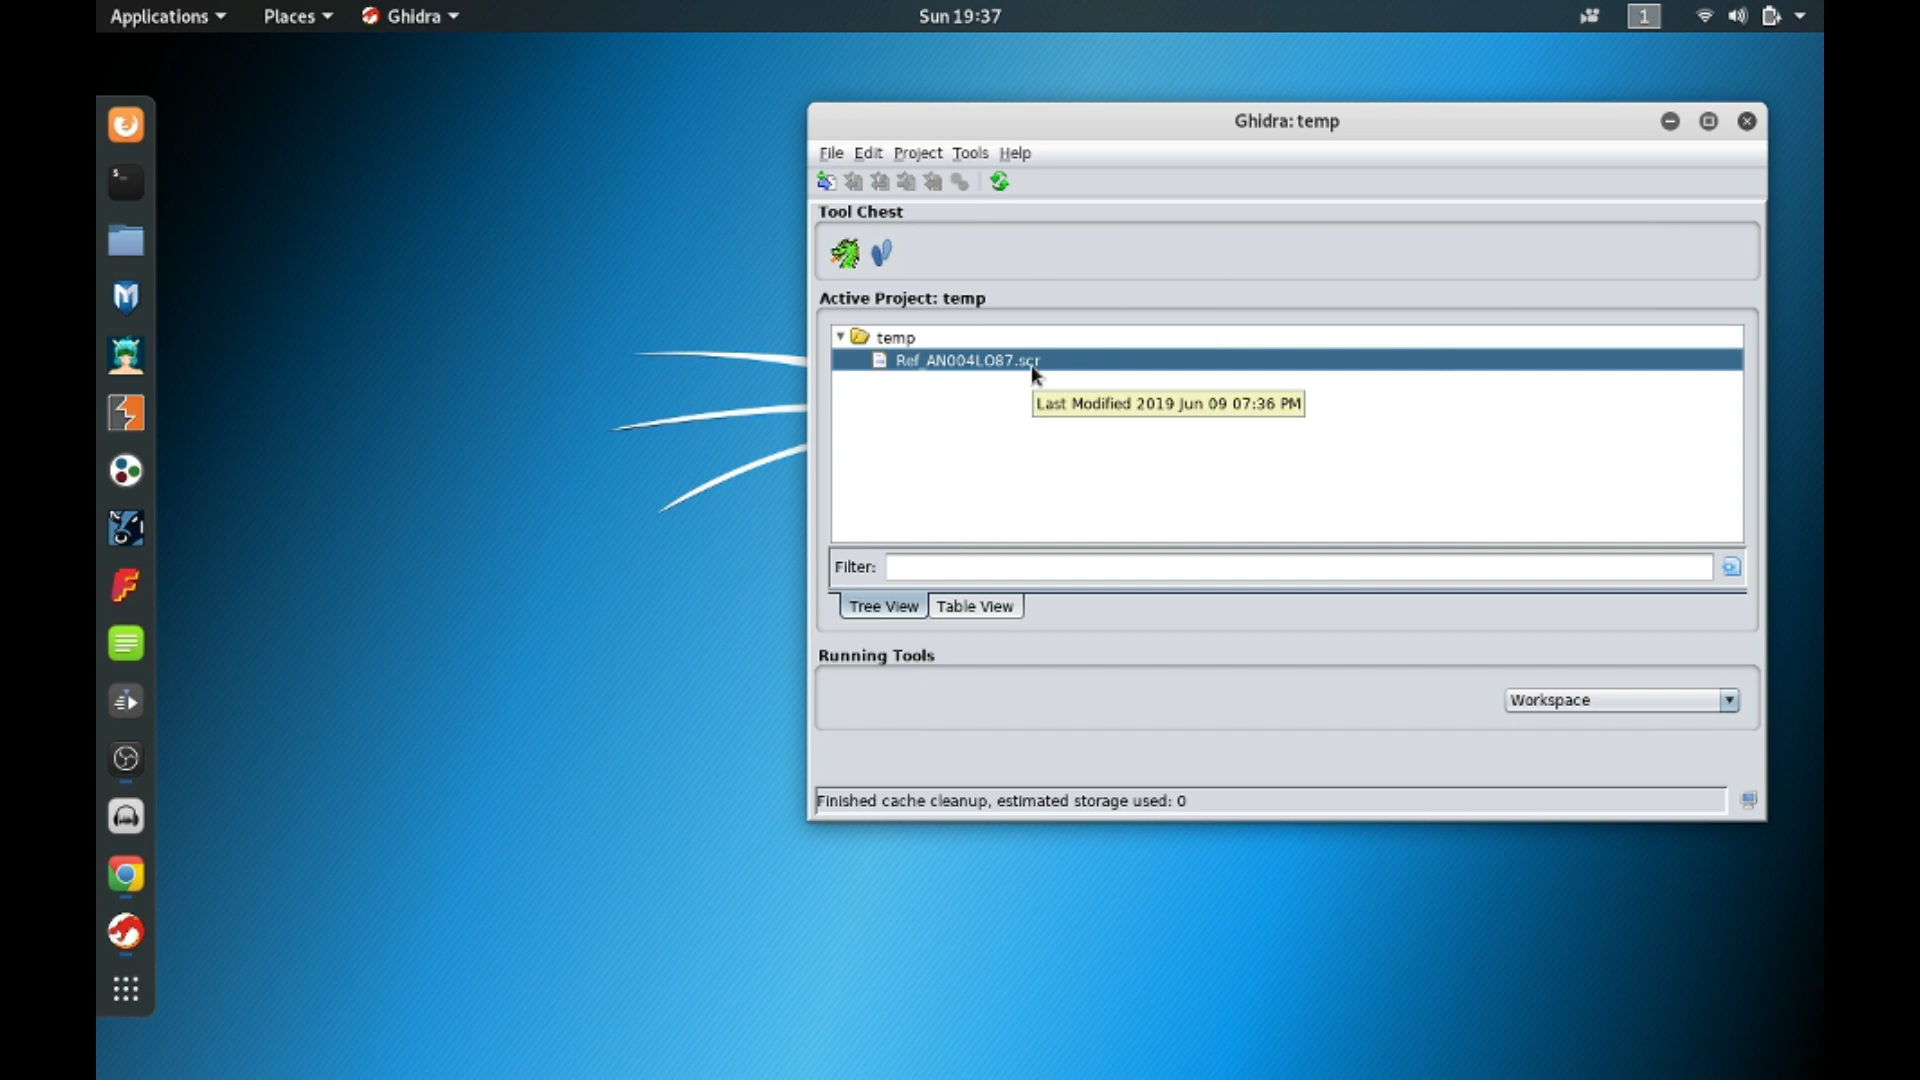 Applications Places Ghidra Sun 19:37 1
Ghidra: temp
File Edit Project Tools Help
Tool Chest
Active Project: temp
temp
Ref_AN004LO87.scr
Last Modified 2019 Jun 09 07:36 PM
Filter:
Tree View Table View
Running Tools
Workspace
Finished cache cleanup, estimated storage used: 0